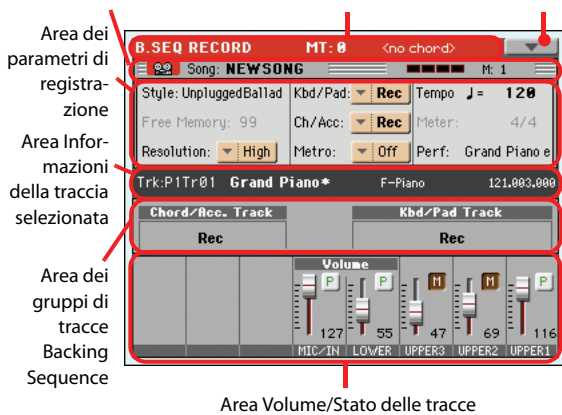 Area dei
parametri di
registra-
zione
Area Infor-
mazioni
della traccia
selezionata
Area dei
gruppi di
tracce
Backing
Sequence
B.SEQ RECORD MT: 0 <no chord>
Song: NEWSONG M: 1
Style: UnpluggedBallad Kbd/Pad: Rec Tempo ♩= 120
Free Memory: 99 Ch/Acc: Rec Meter: 4/4
Resolution: High Metro: Off Perf: Grand Piano e
Trk:P1Tr01 Grand Piano* F-Piano 121.003.000
Chord/Acc. Track Kbd/Pad Track
Rec Rec
Volume
P P M M P
127 55 47 69 116
MIC/IN LOWER UPPER3 UPPER2 UPPER1
Area Volume/Stato delle tracce